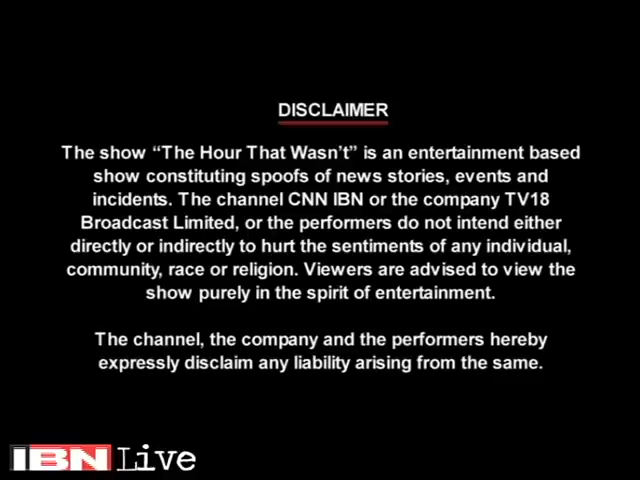 DISCLAIMER
The show “The Hour That Wasn’t” is an entertainment based
show constituting spoofs of news stories, events and
incidents. The channel CNN IBN or the company TV18
Broadcast Limited, or the performers do not intend either
directly or indirectly to hurt the sentiments of any individual,
community, race or religion. Viewers are advised to view the
show purely in the spirit of entertainment.
The channel, the company and the performers hereby
expressly disclaim any liability arising from the same.
IBN Live